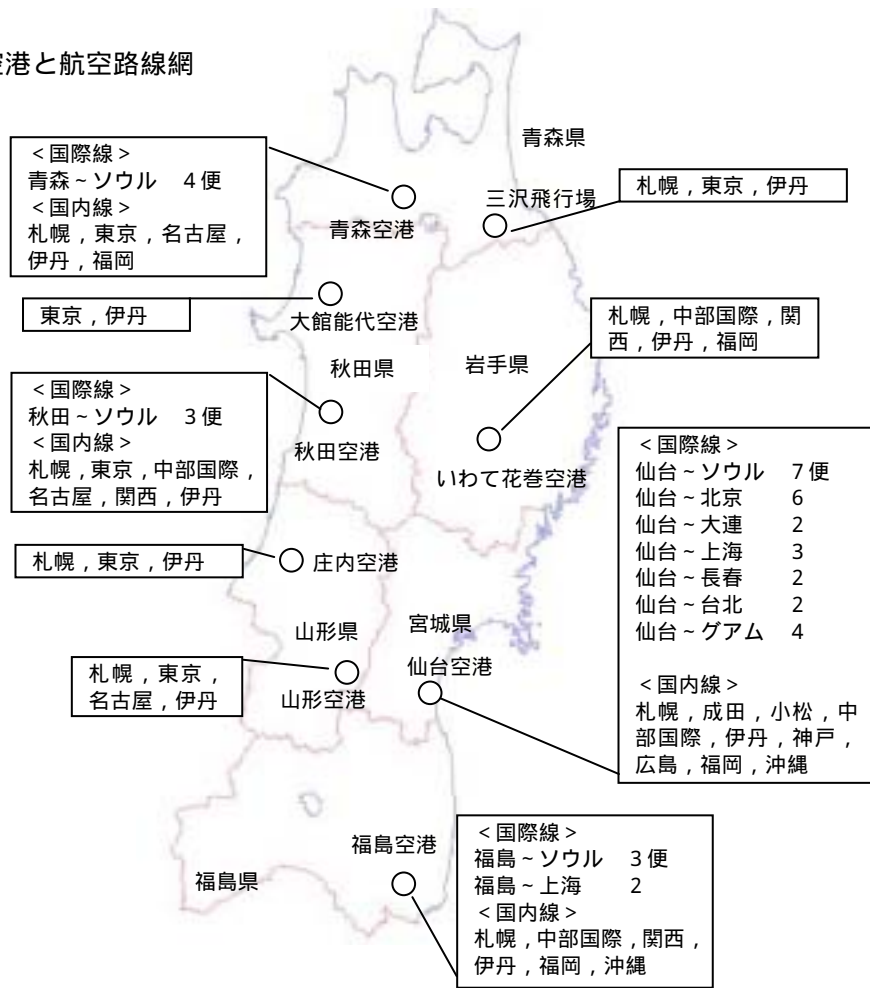 港と航空路線網
青森県
<国際線>
青森~ソウル 4便
<国内線>
札幌,東京,名古屋,
伊丹,福岡
三沢飛行場
札幌,東京,伊丹
青森空港
東京,伊丹
大館能代空港
札幌,中部国際,関
西,伊丹,福岡
秋田県
岩手県
<国際線>
秋田~ソウル 3便
<国内線>
札幌,東京,中部国際,
名古屋,関西,伊丹
秋田空港
いわて花巻空港
<国際線>
仙台~ソウル 7便
仙台~北京 6
仙台~大連 2
仙台~上海 3
仙台~長春 2
仙台~台北 2
仙台~グアム 4
<国内線>
札幌,成田,小松,中
部国際,伊丹,神戸,
広島,福岡,沖縄
札幌,東京,伊丹
庄内空港
山形県
宮城県
札幌,東京,
名古屋,伊丹
山形空港
仙台空港
福島空港
福島県
<国際線>
福島~ソウル 3便
福島~上海 2
<国内線>
札幌,中部国際,関西,
伊丹,福岡,沖縄